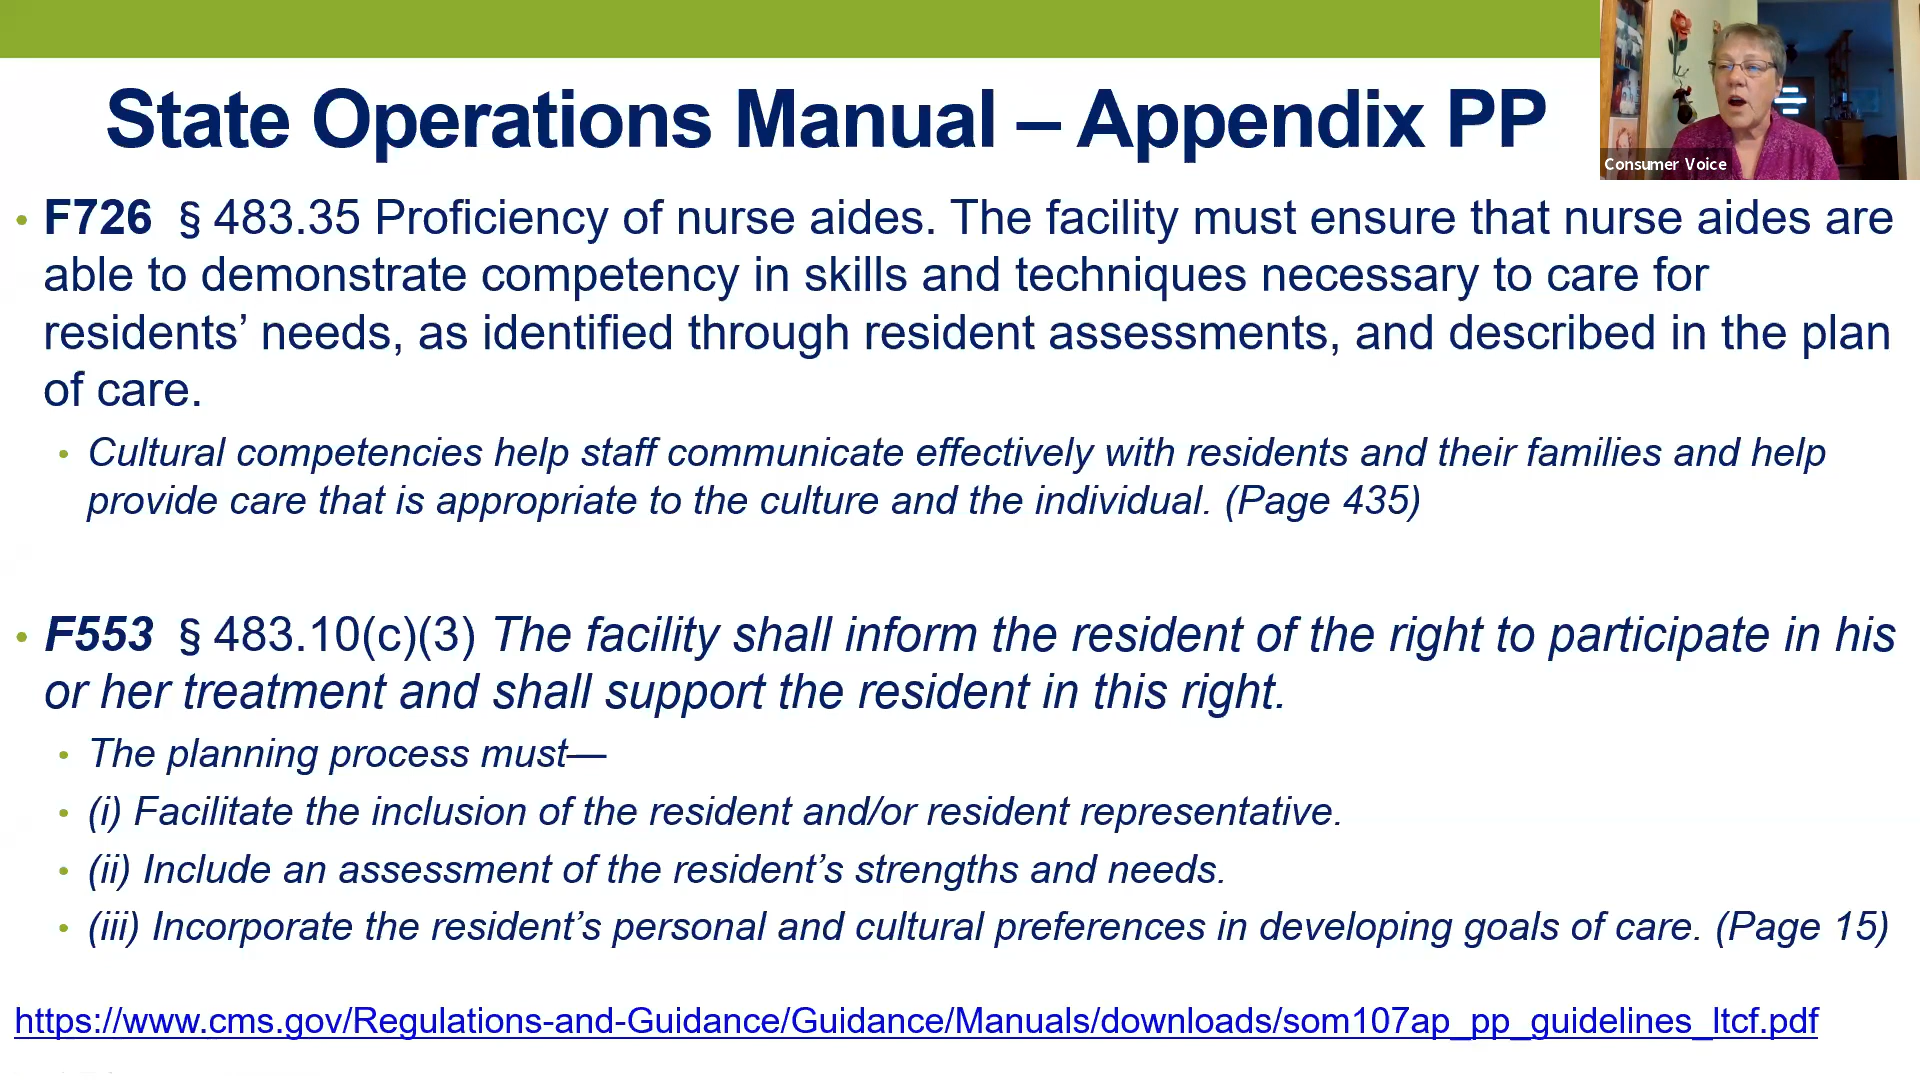 State Operations Manual – Appendix PP
Consumer Voice
• F726 § 483.35 Proficiency of nurse aides. The facility must ensure that nurse aides are
able to demonstrate competency in skills and techniques necessary to care for
residents’ needs, as identified through resident assessments, and described in the plan
of care.
• Cultural competencies help staff communicate effectively with residents and their families and help
provide care that is appropriate to the culture and the individual. (Page 435)
• F553 § 483.10(c)(3) The facility shall inform the resident of the right to participate in his
or her treatment and shall support the resident in this right.
• The planning process must—
• (i) Facilitate the inclusion of the resident and/or resident representative.
• (ii) Include an assessment of the resident’s strengths and needs.
• (iii) Incorporate the resident’s personal and cultural preferences in developing goals of care. (Page 15)
https://www.cms.gov/Regulations-and-Guidance/Guidance/Manuals/downloads/som107ap_pp_guidelines_ltcf.pdf